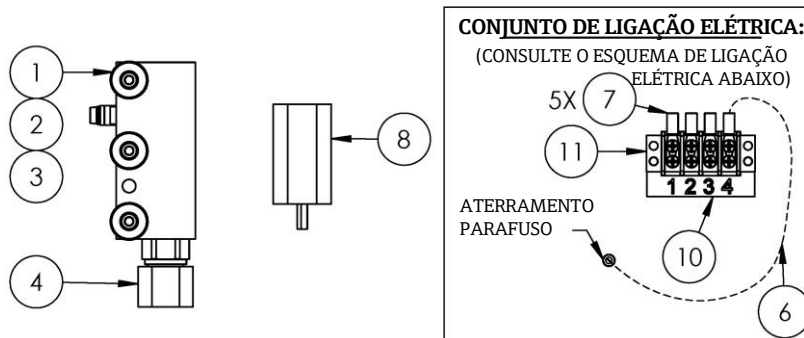 1
2
3
4
8
CONJUNTO DE LIGAÇÃO ELÉTRICA:
(CONSULTE O ESQUEMA DE LIGAÇÃO
ELÉTRICA ABAIXO)
5X 7
11
1 2 3 4
ATERRAMENTO
PARAFUSO
10
6